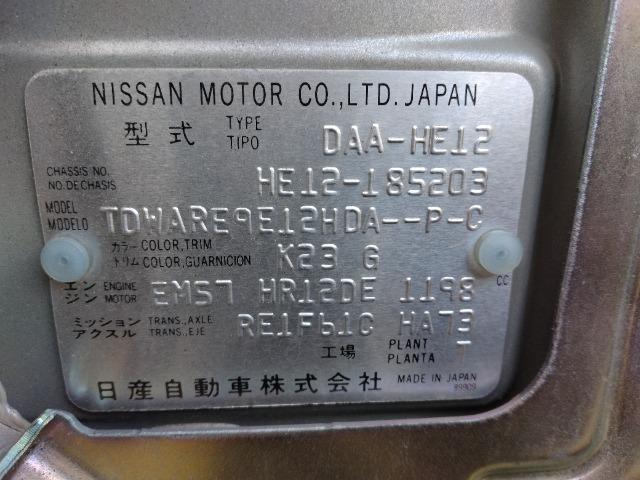 NISSAN MOTOR CO.,LTD. JAPAN
型式 TYPE TIPO DAA-HE12
CHASSIS NO. NO. DE CHASIS HE12-185203
MODEL MODELO TDWARE9E12HDA--P-C
カラー COLOR,TRIM
トリム COLOR,GUARNICION K23 G
エンジン ENGINE MOTOR EM57 HR12DE 1198 CC
ミッション TRANS.,AXLE
アクスル TRANS.,EJE RE1F61C HA73
工場 PLANT PLANTA -
日産自動車株式会社 MADE IN JAPAN
89909